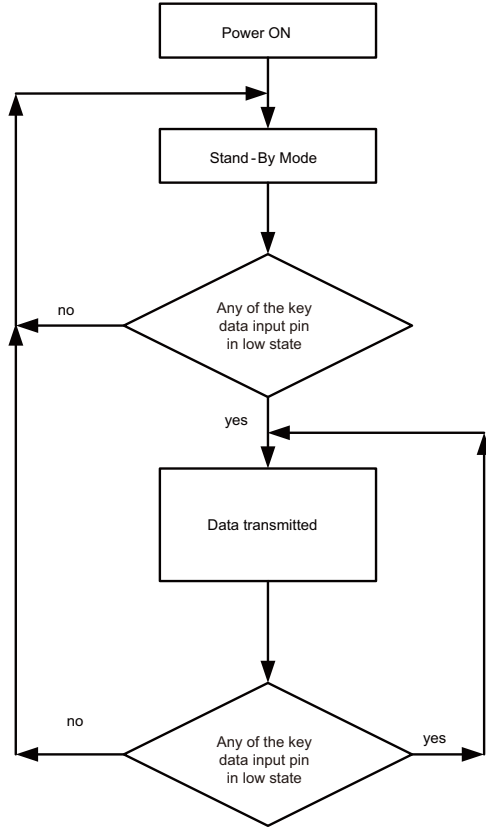 Power ON
Stand-By Mode
Any of the key
data input pin
in low state
no
yes
Data transmitted
Any of the key
data input pin
in low state
no
yes